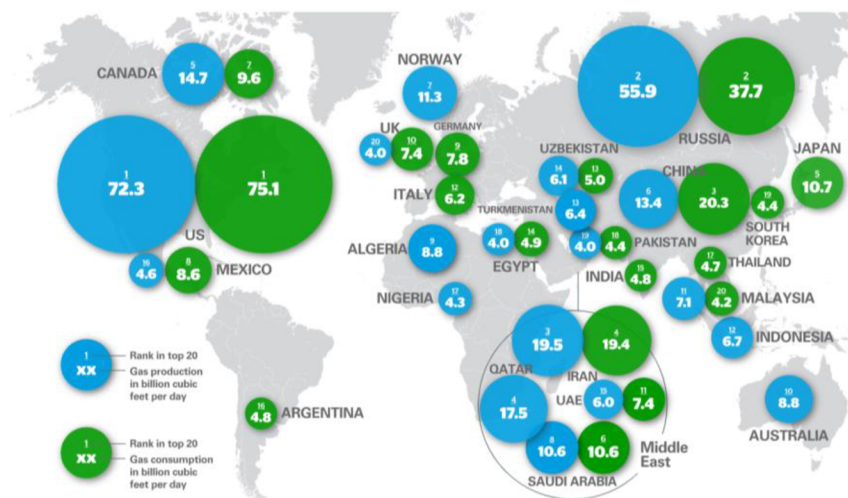 NORWAY
5
14.7
7
9.6
CANADA
7
11.3
2
55.9
2
37.7
RUSSIA
1
72.3
1
75.1
US
UK
20
4.0
10
7.4
GERMANY
9
7.8
UZBEKISTAN
14
6.1
13
5.0
CHINA
6
13.4
3
20.3
JAPAN
5
10.7
ITALY
12
6.2
TURKMENISTAN
13
6.4
19
4.4
SOUTH
KOREA
16
4.6
8
8.6
MEXICO
ALGERIA
9
8.8
18
4.0
14
4.9
EGYPT
19
4.0
18
4.4
PAKISTAN
17
4.7
THAILAND
INDIA
15
4.8
NIGERIA
17
4.3
11
7.1
20
4.2
MALAYSIA
12
6.7
INDONESIA
3
19.5
4
19.4
IRAN
QATAR
4
17.5
UAE
15
6.0
11
7.4
8
10.6
6
10.6
SAUDI ARABIA
Middle
East
10
8.8
AUSTRALIA
16
4.8
ARGENTINA
1
xx
Rank in top 20
Gas production
in billion cubic
feet per day
1
xx
Rank in top 20
Gas consumption
in billion cubic
feet per day